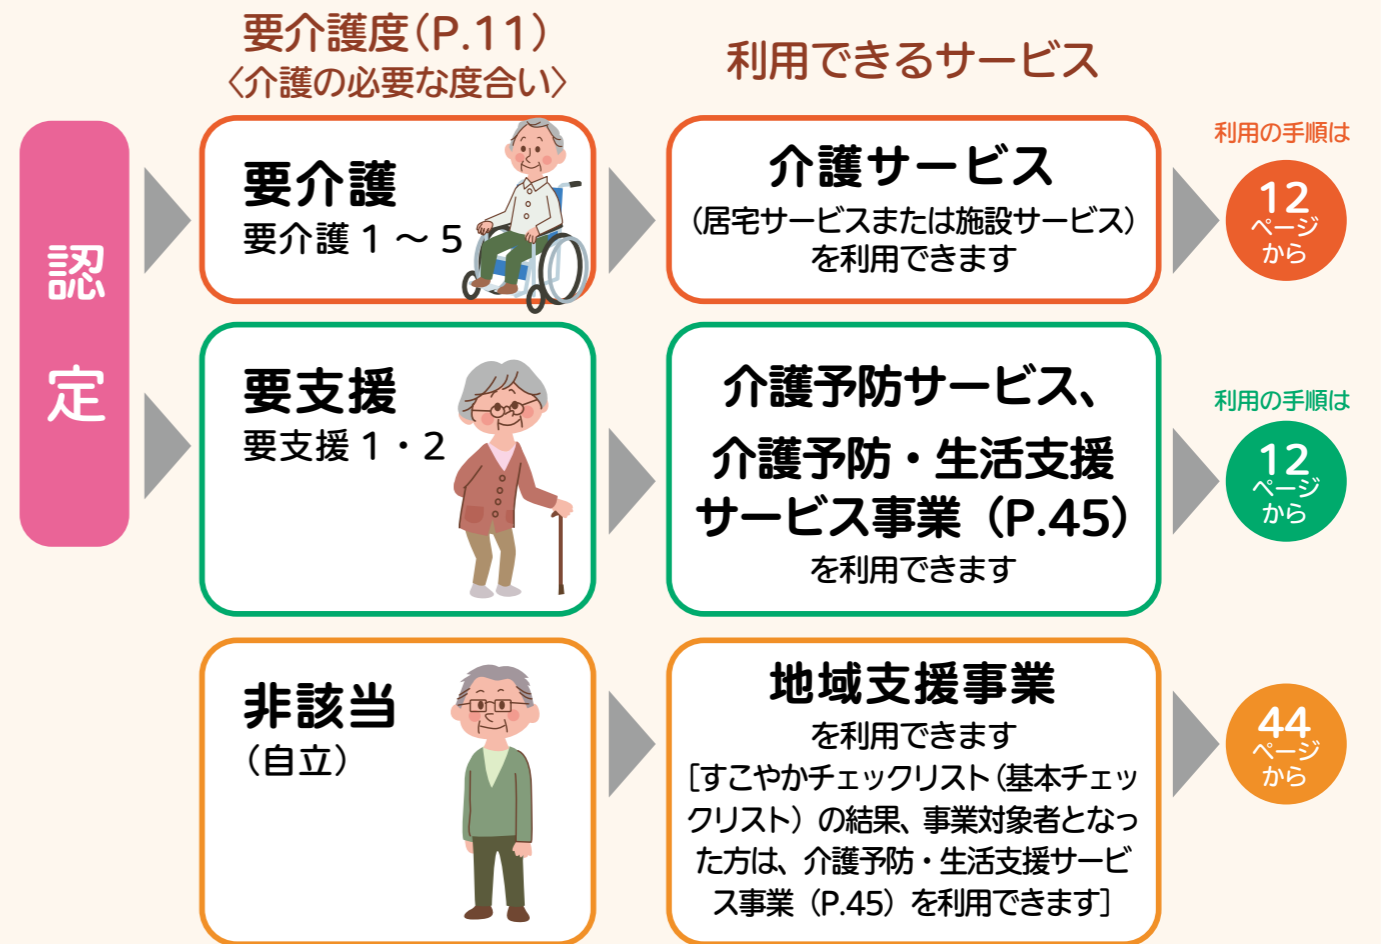 要介護度(P.11)
〈介護の必要な度合い〉
利用できるサービス
認定
要介護
要介護1～5
介護サービス
(居宅サービスまたは施設サービス)
を利用できます
利用の手順は
12
ページ
から
要支援
要支援1・2
介護予防サービス、
介護予防・生活支援
サービス事業(P.45)
を利用できます
利用の手順は
12
ページ
から
非該当
(自立)
地域支援事業
を利用できます
[すこやかチェックリスト(基本チェッ
クリスト)の結果、事業対象者となっ
た方は、介護予防・生活支援サービ
ス事業(P.45)を利用できます]
44
ページ
から